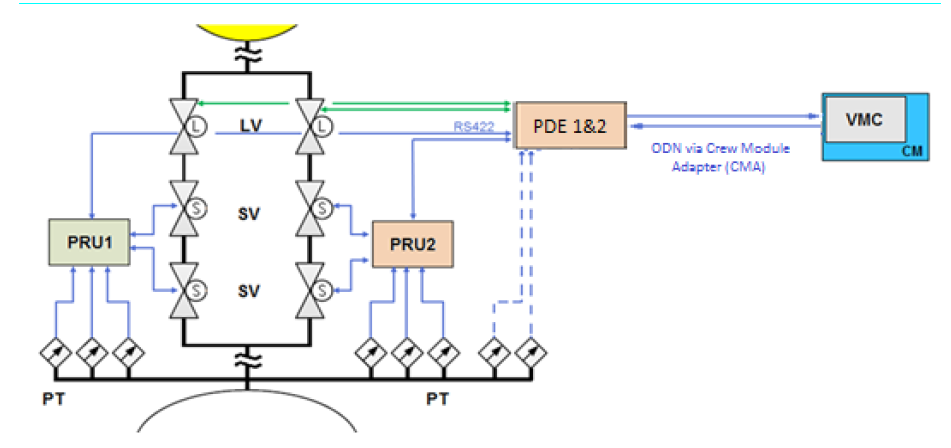 L
LV
L
RS422
PDE 1&2
VMC
CM
ODN via Crew Module
Adapter (CMA)
S
SV
S
PRU1
PRU2
S
SV
S
PT
PT